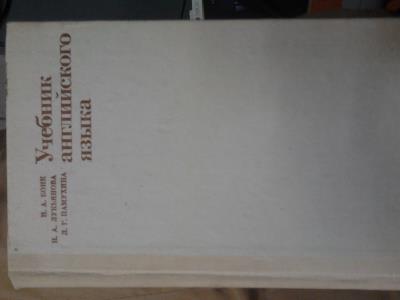 Н. А. БОНК
Н. А. ЛУКЬЯНОВА
Л. Г. ПАМУХИНА
Учебник
английского
языка